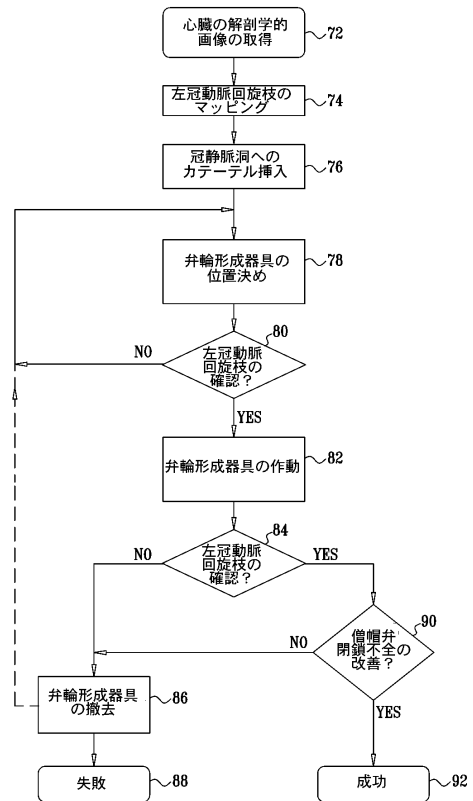 心臓の解剖学的
画像の取得
72
左冠動脈回旋枝の
マッピング
74
冠静脈洞への
カテーテル挿入
76
弁輪形成器具の
位置決め
78
80
左冠動脈
回旋枝の
確認？
NO
YES
弁輪形成器具の作動
82
84
左冠動脈
回旋枝の
確認？
NO
YES
90
僧帽弁
閉鎖不全の
改善？
NO
YES
弁輪形成器具
の撤去
86
失敗
88
成功
92